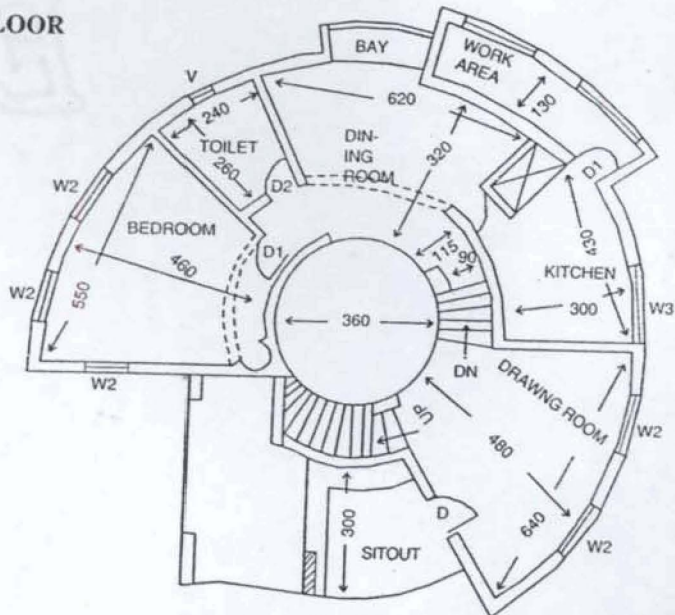 LOOR
BAY
WORK
AREA
130
V
240
TOILET
260
620
DIN-
ING
ROOM
320
D1
D2
W2
BEDROOM
D1
460
550
115
90
430
KITCHEN
300
W3
W2
360
W2
DN
DRAWNG ROOM
UP
480
W2
300
D
640
SITOUT
W2